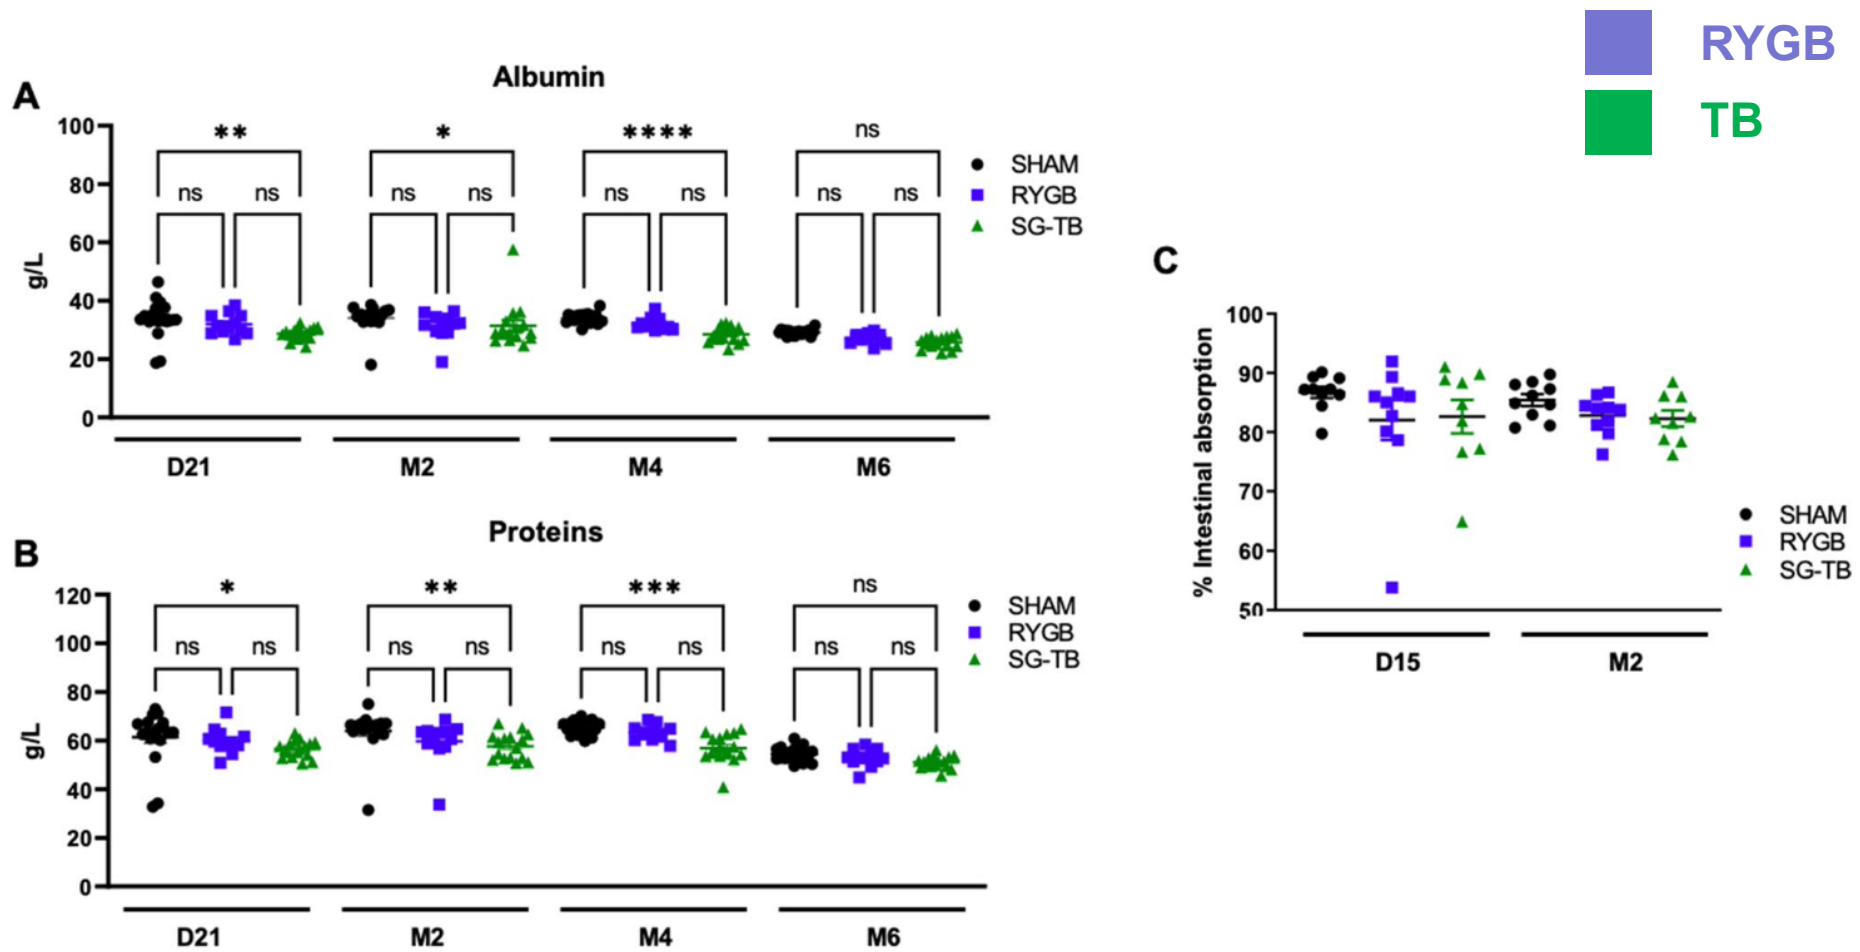 RYGB
TB
A
Albumin
** * **** ns
ns ns ns ns ns ns ns ns
100
80
60
40
20
0
g/L
SHAM
RYGB
SG-TB
D21 M2 M4 M6
B
Proteins
* ** *** ns
ns ns ns ns ns ns ns ns
120
100
80
60
40
20
0
g/L
SHAM
RYGB
SG-TB
D21 M2 M4 M6
C
100
90
80
70
60
50
% Intestinal absorption
SHAM
RYGB
SG-TB
D15 M2